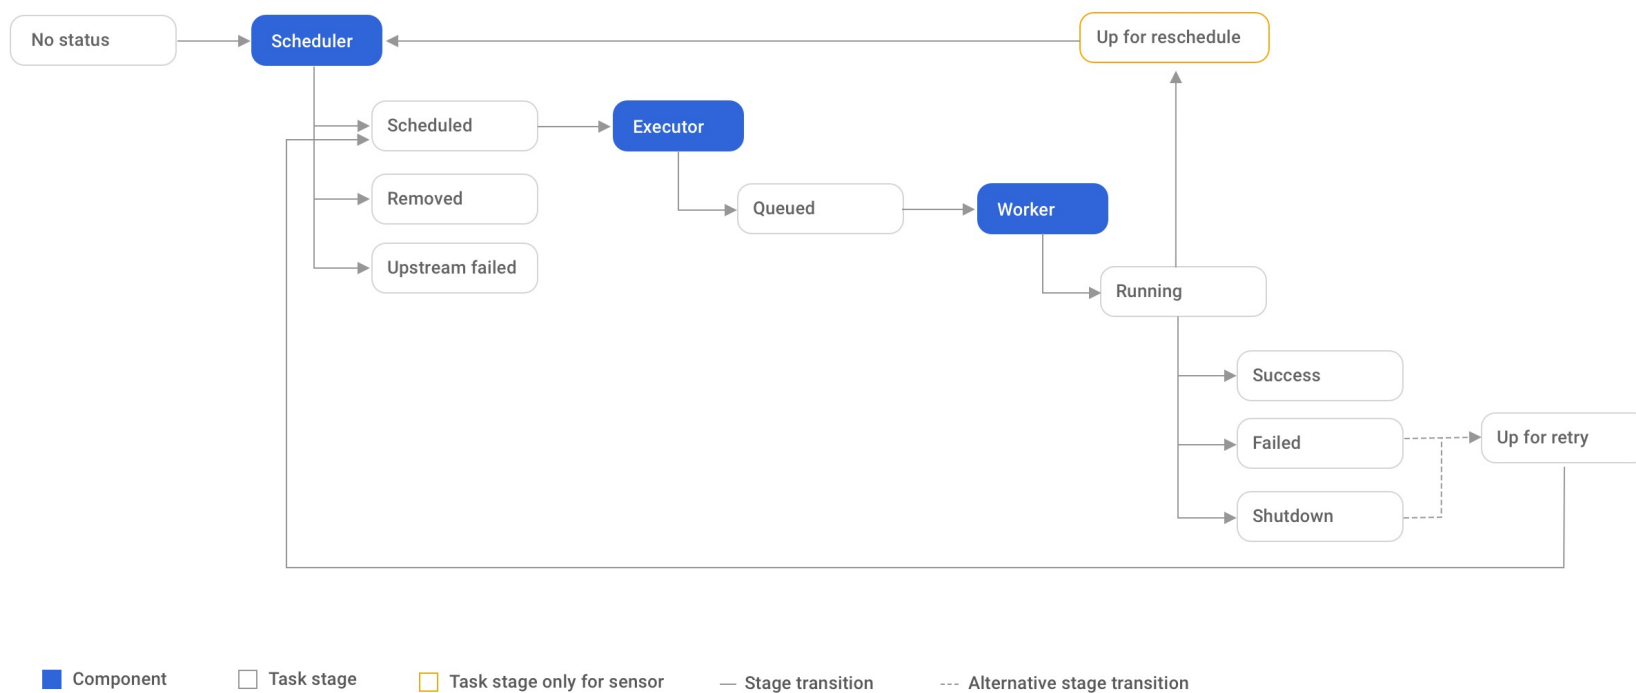 No status
Scheduler
Up for reschedule
Scheduled
Executor
Removed
Queued
Worker
Upstream failed
Running
Success
Failed
Up for retry
Shutdown
Component
Task stage
Task stage only for sensor
Stage transition
Alternative stage transition